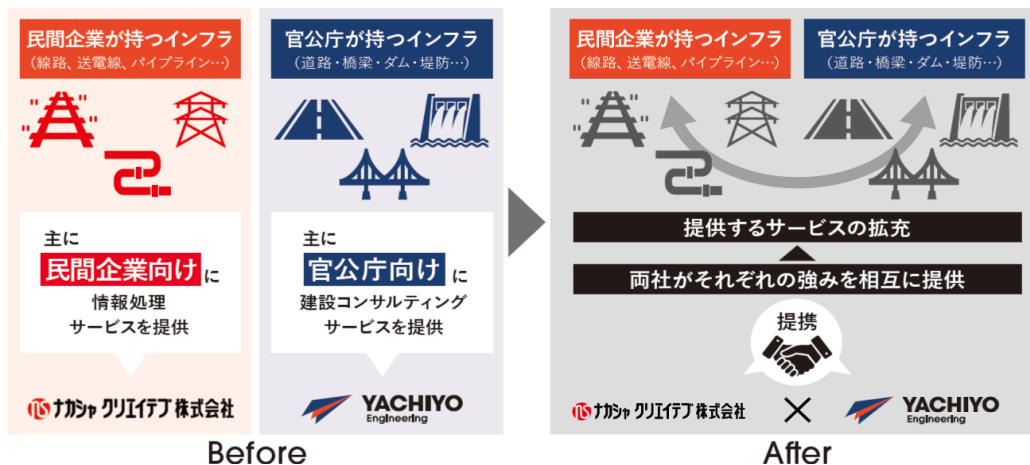 民間企業が持つインフラ
（線路、送電線、パイプライン…）
主に
民間企業向けに
情報処理
サービスを提供
ナカシャ クリエイテブ 株式会社
官公庁が持つインフラ
（道路・橋梁・ダム・堤防…）
主に
官公庁向けに
建設コンサルティング
サービスを提供
YACHIYO
Engineering
Before
民間企業が持つインフラ
（線路、送電線、パイプライン…）
官公庁が持つインフラ
（道路・橋梁・ダム・堤防…）
提供するサービスの拡充
両社がそれぞれの強みを相互に提供
提携
ナカシャ クリエイテブ 株式会社
×
YACHIYO
Engineering
After